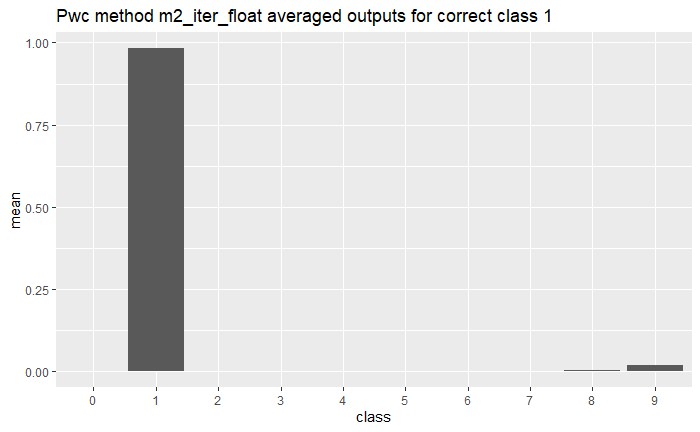 Pwc method m2_iter_float averaged outputs for correct class 1
1.00
0.75
0.50
0.25
0.00
mean
0 1 2 3 4 5 6 7 8 9
class